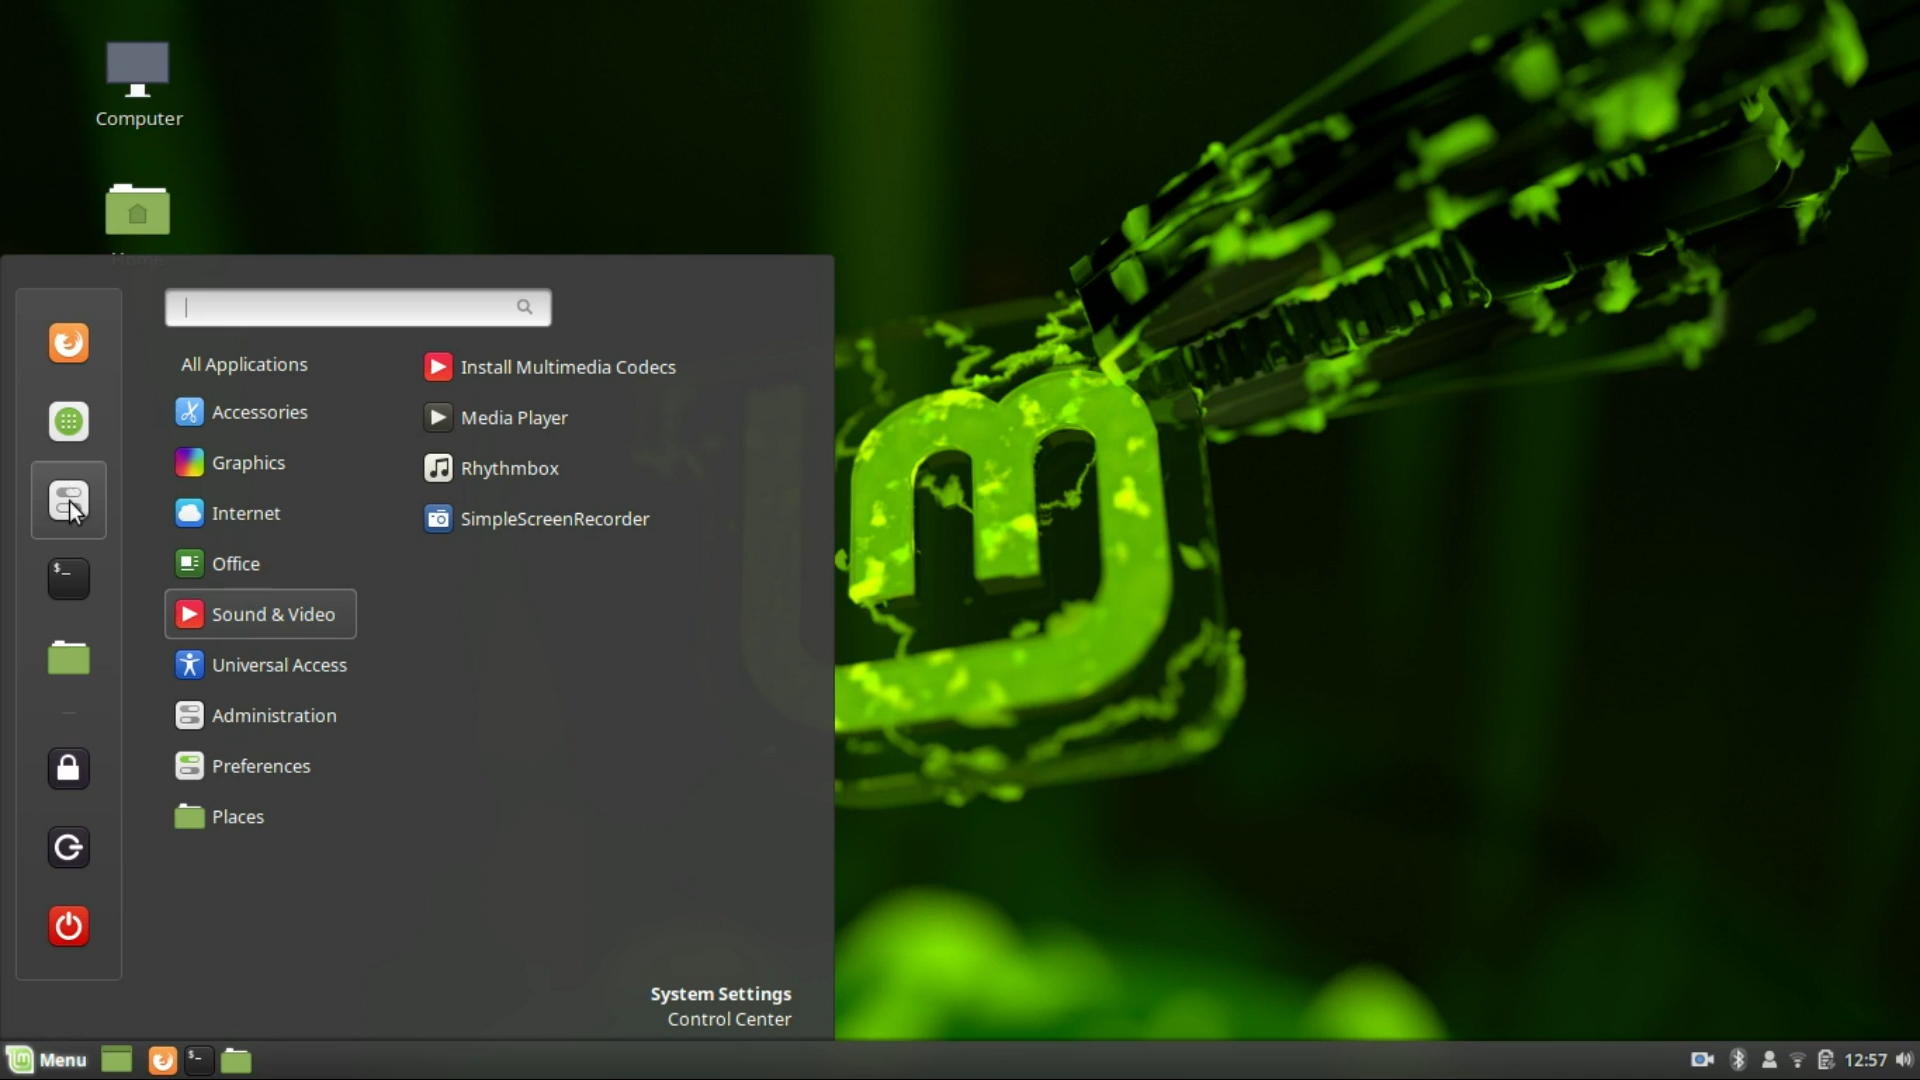 Computer
Home
All Applications
Accessories
Graphics
Internet
Office
Sound & Video
Universal Access
Administration
Preferences
Places
Install Multimedia Codecs
Media Player
Rhythmbox
SimpleScreenRecorder
$_
System Settings
Control Center
Menu
$_
12:57